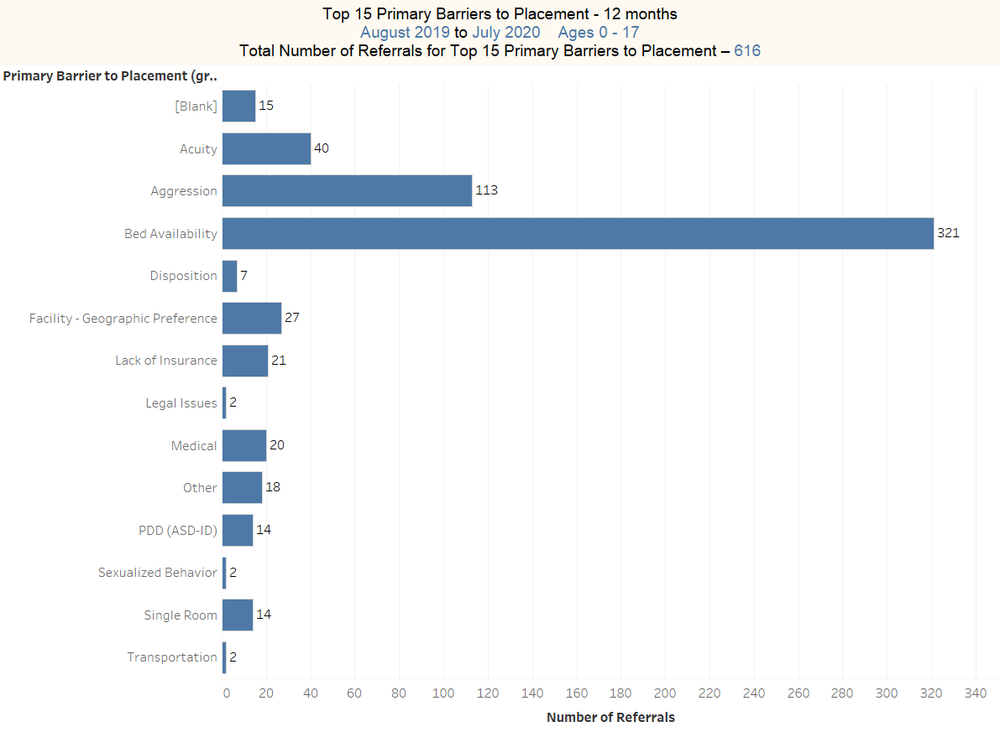 Top 15 Primary Barriers to Placement - 12 months
August 2019 to July 2020 Ages 0 - 17
Total Number of Referrals for Top 15 Primary Barriers to Placement – 616
Primary Barrier to Placement (gr..
[Blank] 15
Acuity 40
Aggression 113
Bed Availability 321
Disposition 7
Facility - Geographic Preference 27
Lack of Insurance 21
Legal Issues 2
Medical 20
Other 18
PDD (ASD-ID) 14
Sexualized Behavior 2
Single Room 14
Transportation 2
0 20 40 60 80 100 120 140 160 180 200 220 240 260 280 300 320 340
Number of Referrals